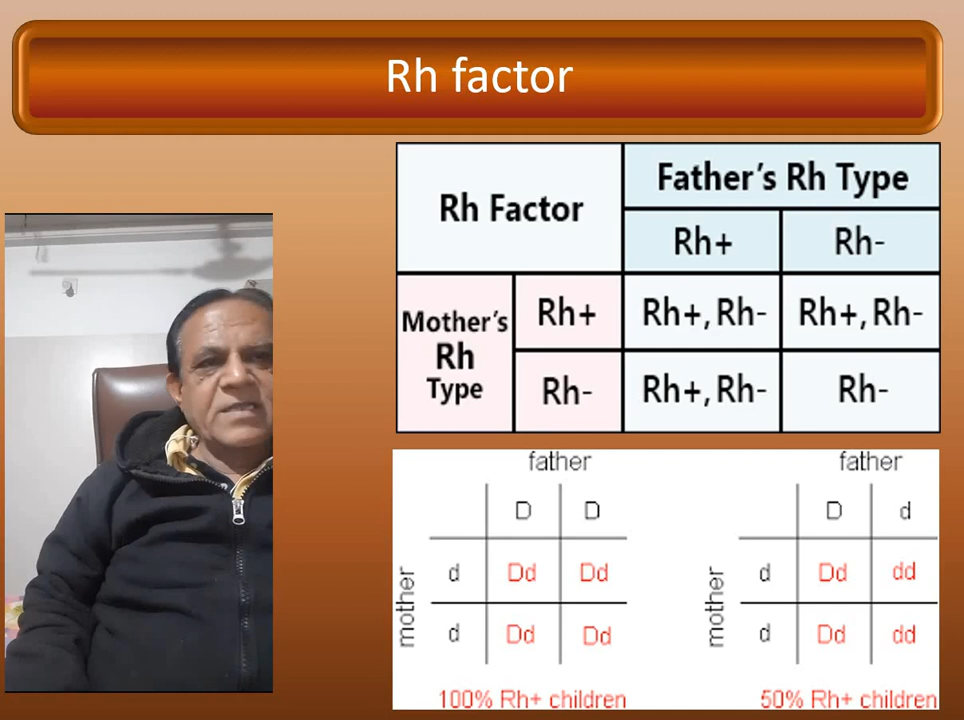 Rh factor
Rh Factor
Father's Rh Type
Rh+ Rh-
Mother's
Rh
Type
Rh+ Rh+, Rh- Rh+, Rh-
Rh- Rh+, Rh- Rh-
father
D D
mother
d Dd Dd
d Dd Dd
100% Rh+ children
father
D d
mother
d Dd dd
d Dd dd
50% Rh+ children